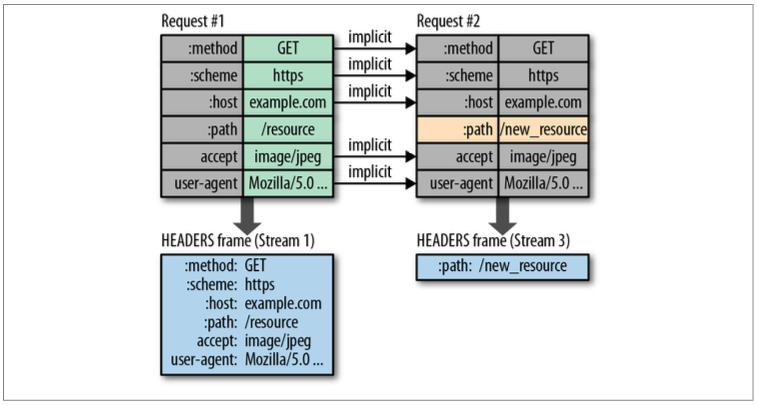 Request #1
Request #2
:method GET implicit :method GET
:scheme https implicit :scheme https
:host example.com implicit :host example.com
:path /resource :path /new_resource
accept image/jpeg implicit accept image/jpeg
user-agent Mozilla/5.0 ... implicit user-agent Mozilla/5.0 ...
HEADERS frame (Stream 1)
:method: GET
:scheme: https
:host: example.com
:path: /resource
accept: image/jpeg
user-agent: Mozilla/5.0 ...
HEADERS frame (Stream 3)
:path: /new_resource